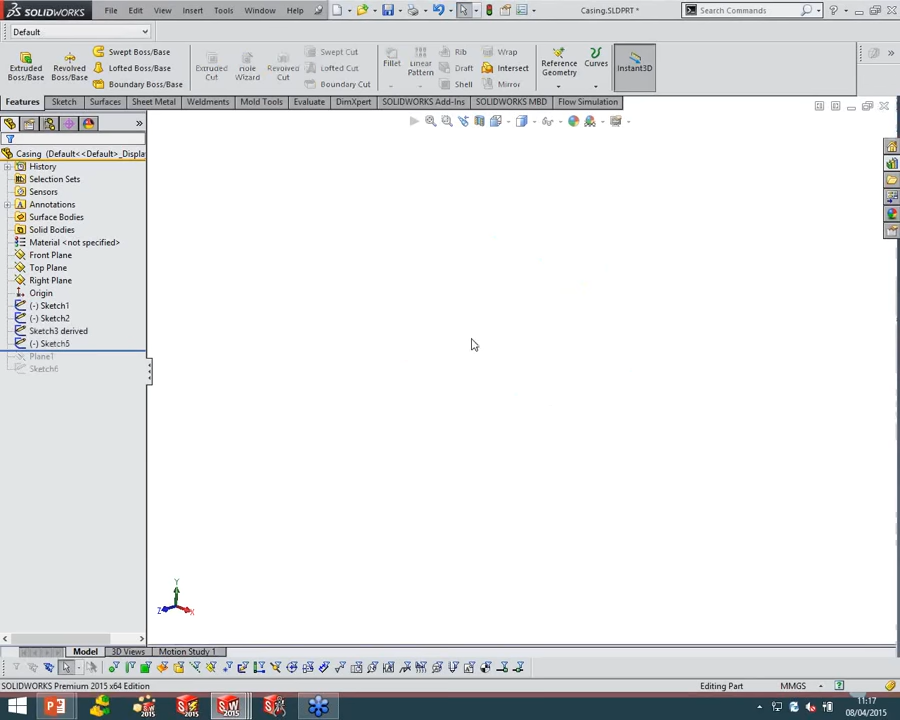 SOLIDWORKS File Edit View Insert Tools Window Help Casing.SLDPRT * Search Commands
Default
Extruded Boss/Base
Revolved Boss/Base
Swept Boss/Base
Lofted Boss/Base
Boundary Boss/Base
Extruded Cut
Hole Wizard
Revolved Cut
Swept Cut
Lofted Cut
Boundary Cut
Fillet
Linear Pattern
Rib
Draft
Shell
Wrap
Intersect
Mirror
Reference Geometry
Curves
Instant3D
Features Sketch Surfaces Sheet Metal Weldments Mold Tools Evaluate DimXpert SOLIDWORKS Add-Ins SOLIDWORKS MBD Flow Simulation
Casing (Default<<Default>_Displa
History
Selection Sets
Sensors
Annotations
Surface Bodies
Solid Bodies
Material <not specified>
Front Plane
Top Plane
Right Plane
Origin
(-) Sketch1
(-) Sketch2
Sketch3 derived
(-) Sketch5
Plane1
Sketch6
Y
Z X
Model 3D Views Motion Study 1
SOLIDWORKS Premium 2015 x64 Edition Editing Part MMGS
11:17
08/04/2015